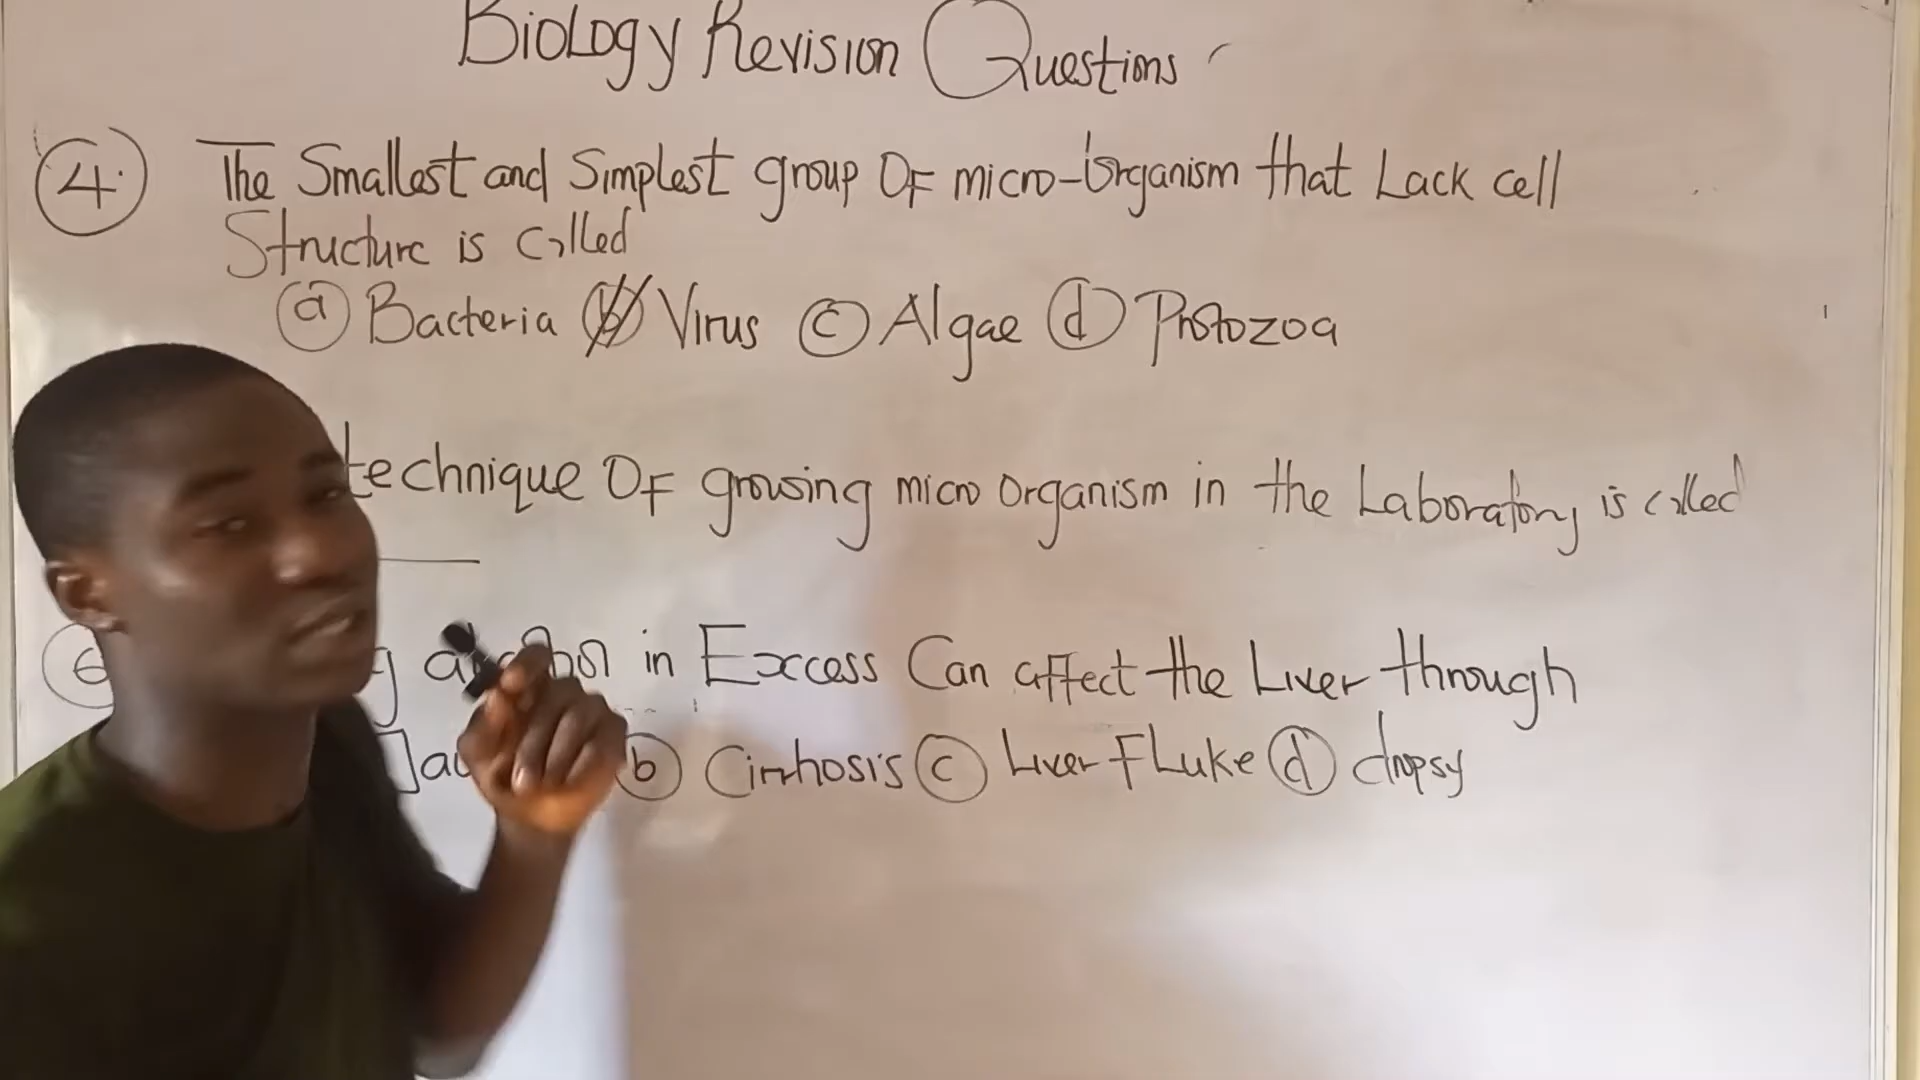 Biology Revision Questions
4. The Smallest and Simplest group OF micro-organism that Lack cell
Structure is called
a Bacteria b Virus c Algae d Protozoa
technique OF growing micro organism in the Laboratory is called
in Excess Can affect the Liver through
b Cirrhosis c Liver FLuke d dropsy